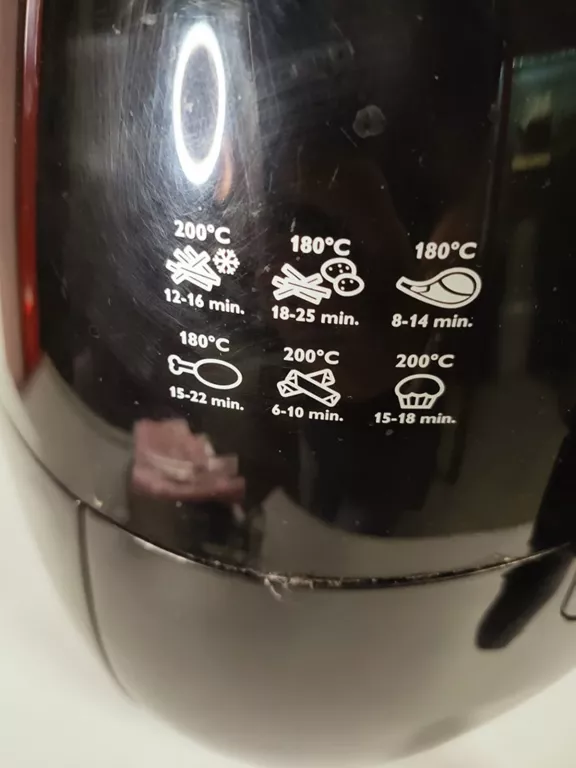 200°C
12-16 min.
180°C
18-25 min.
180°C
8-14 min.
180°C
15-22 min.
200°C
6-10 min.
200°C
15-18 min.